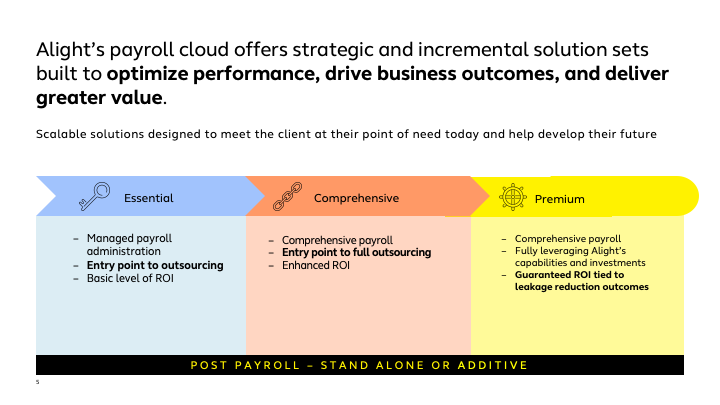 Alight’s payroll cloud offers strategic and incremental solution sets
built to optimize performance, drive business outcomes, and deliver
greater value.
Scalable solutions designed to meet the client at their point of need today and help develop their future
Essential
– Managed payroll
administration
– Entry point to outsourcing
– Basic level of ROI
Comprehensive
– Comprehensive payroll
– Entry point to full outsourcing
– Enhanced ROI
Premium
– Comprehensive payroll
– Fully leveraging Alight’s
capabilities and investments
– Guaranteed ROI tied to
leakage reduction outcomes
POST PAYROLL – STAND ALONE OR ADDITIVE
5